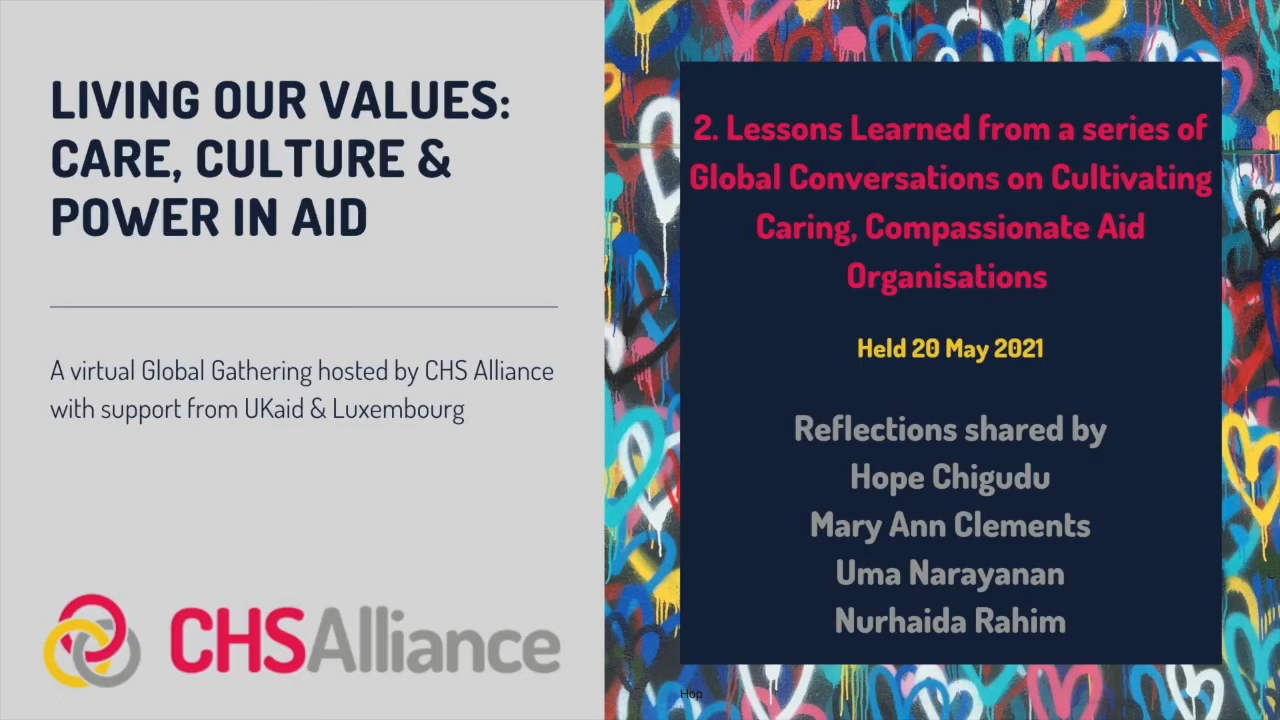 LIVING OUR VALUES:
CARE, CULTURE &
POWER IN AID
A virtual Global Gathering hosted by CHS Alliance
with support from UKaid & Luxembourg
CHSAlliance
2. Lessons Learned from a series of
Global Conversations on Cultivating
Caring, Compassionate Aid
Organisations
Held 20 May 2021
Reflections shared by
Hope Chigudu
Mary Ann Clements
Uma Narayanan
Nurhaida Rahim
Hop